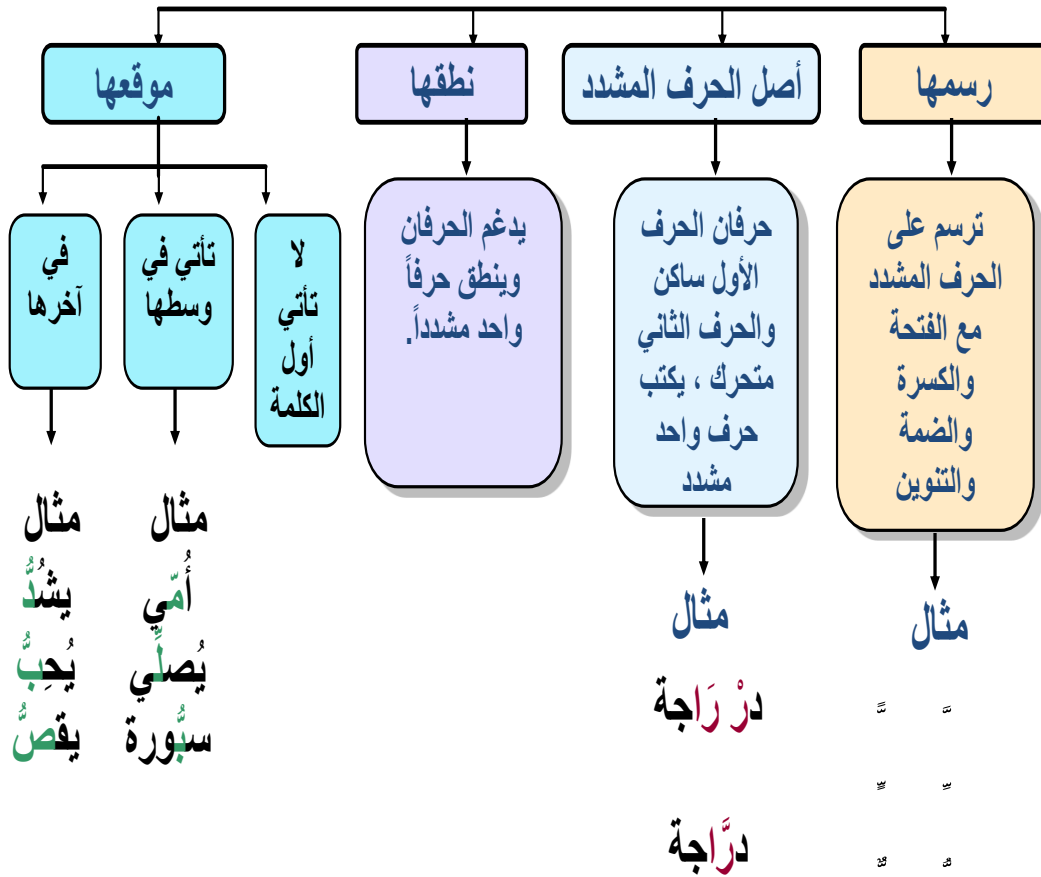 رسمها
ترسم على
الحرف المشدد
مع الفتحة
والكسرة
والضمة
والتنوين
مثال
ـَّ ـًّ
ـِّ ـٍّ
ـُّ ـٌّ
أصل الحرف المشدد
حرفان الحرف
الأول ساكن
والحرف الثاني
متحرك ، يكتب
حرف واحد
مشدد
مثال
درْ رَاجة
درَّاجة
نطقها
يدغم الحرفان
وينطق حرفاً
واحد مشدداً.
موقعها
لا
تأتي
أول
الكلمة
تأتي في
وسطها
مثال
أُمّي
يُصلِّي
سبُّورة
في
آخرها
مثال
يشُدُّ
يُحِبُّ
يقصُّ